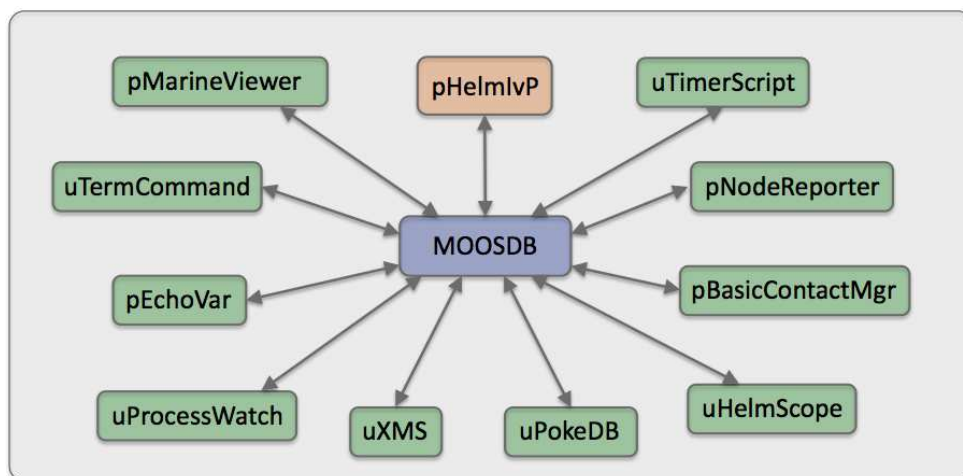 pMarineViewer
pHelmIvP
uTimerScript
uTermCommand
pNodeReporter
MOOSDB
pEchoVar
pBasicContactMgr
uProcessWatch
uXMS
uPokeDB
uHelmScope